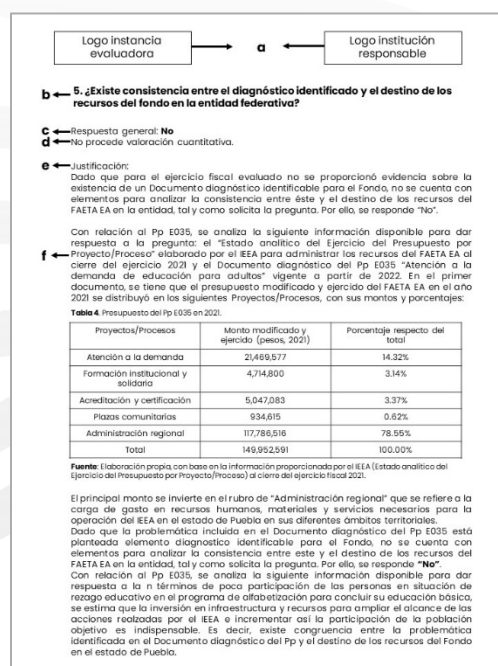 Logo instancia
evaluadora
a
Logo institución
responsable
b
5. ¿Existe consistencia entre el diagnóstico identificado y el destino de los
recursos del fondo en la entidad federativa?
c
Respuesta general: No
d
No procede valoración cuantitativa.
e
Justificación:
Dado que para el ejercicio fiscal evaluado no se proporcionó evidencia sobre la
existencia de un Documento diagnóstico identificable para el Fondo, no se cuenta con
elementos para analizar la consistencia entre éste y el destino de los recursos del
FAETA EA en la entidad, tal y como solicita la pregunta. Por ello, se responde "No".
Con relación al Pp E035, se analiza la siguiente información disponible para dar
respuesta a la pregunta: el "Estado analítico del Ejercicio del Presupuesto por
f
Proyecto/Proceso" elaborado por el IEEA para administrar los recursos del FAETA EA al
cierre del ejercicio 2021 y el Documento diagnóstico del Pp E035 "Atención a la
demanda de educación para adultos" vigente a partir de 2022. En el primer
documento, se tiene que el presupuesto modificado y ejercido del FAETA EA en el año
2021 se distribuyó en los siguientes Proyectos/Procesos, con sus montos y porcentajes:
Tabla 4. Presupuesto del Pp E035 en 2021.
Proyectos/Procesos
Monto modificado y
ejercido (pesos, 2021)
Porcentaje respecto del
total
Atención a la demanda
21,469,577
14.32%
Formación institucional y
solidaria
4,714,800
3.14%
Acreditación y certificación
5,047,083
3.37%
Plazas comunitarias
934,615
0.62%
Administración regional
117,786,516
78.55%
Total
149,952,591
100.00%
Fuente: Elaboración propia, con base en la información proporcionada por el IEEA (Estado analítico del
Ejercicio del Presupuesto por Proyecto/Proceso) al cierre del ejercicio fiscal 2021.
El principal monto se invierte en el rubro de "Administración regional" que se refiere a la
carga de gasto en recursos humanos, materiales y servicios necesarios para la
operación del IEEA en el estado de Puebla en sus diferentes ámbitos territoriales.
Dado que la problemática incluida en el Documento diagnóstico del Pp E035 está
planteada elemento diagnostico identificable para el Fondo, no se cuenta con
elementos para analizar la consistencia entre este y el destino de los recursos del
FAETA EA en la entidad, tal y como solicita la pregunta. Por ello, se responde "No".
Con relación al Pp E035, se analiza la siguiente información disponible para dar
respuesta a la n términos de poca participación de las personas en situación de
rezago educativo en el programa de alfabetización para concluir su educación básica,
se estima que la inversión en infraestructura y recursos para ampliar el alcance de las
acciones realzadas por el IEEA e incrementar así la participación de la población
objetivo es indispensable. Es decir, existe congruencia entre la problemática
identificada en el Documento diagnóstico del Pp y el destino de los recursos del Fondo
en el estado de Puebla.